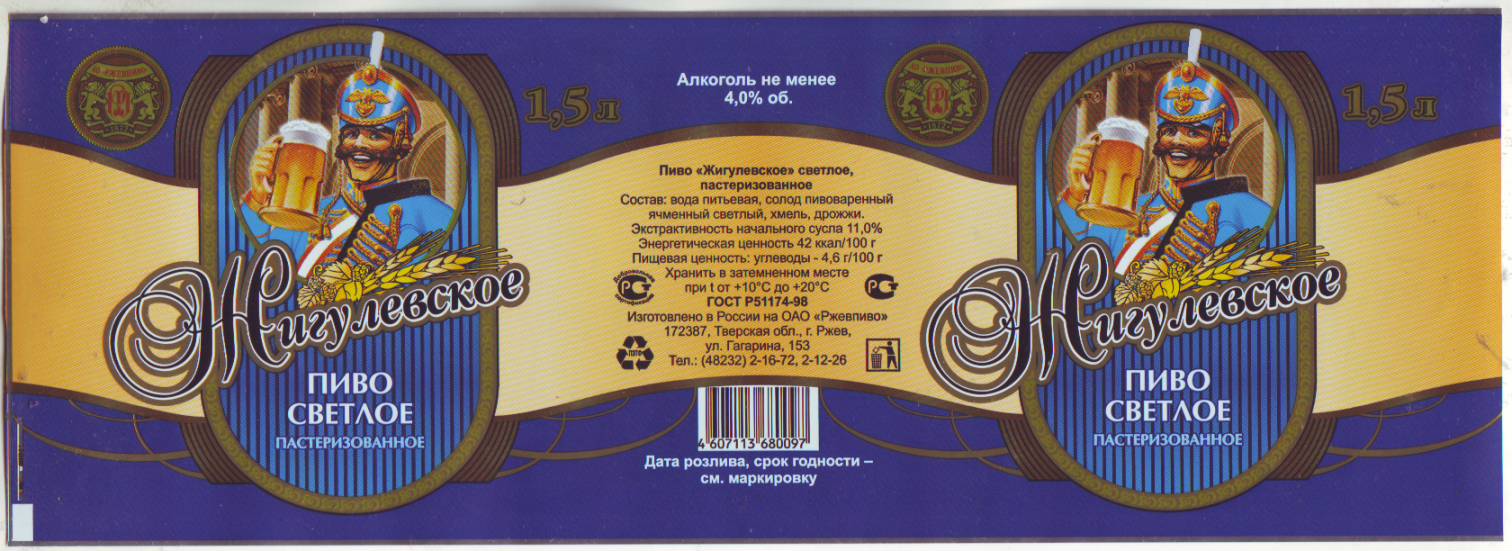 1,5 л
Жигулевское
ПИВО
СВЕТЛОЕ
ПАСТЕРИЗОВАННОЕ
Алкоголь не менее
4,0% об.
Пиво «Жигулевское» светлое,
пастеризованное
Состав: вода питьевая, солод пивоваренный
ячменный светлый, хмель, дрожжи.
Экстрактивность начального сусла 11,0%
Энергетическая ценность 42 ккал/100 г
Пищевая ценность: углеводы - 4,6 г/100 г
Хранить в затемненном месте
при t от +10°С до +20°С
ГОСТ Р51174-98
Изготовлено в России на ОАО «Ржевпиво»
172387, Тверская обл., г. Ржев,
ул. Гагарина, 153
Тел.: (48232) 2-16-72, 2-12-26
Добровольная
сертификация
ПЭТФ
4 607113 680097
Дата розлива, срок годности –
см. маркировку
1,5 л
Жигулевское
ПИВО
СВЕТЛОЕ
ПАСТЕРИЗОВАННОЕ